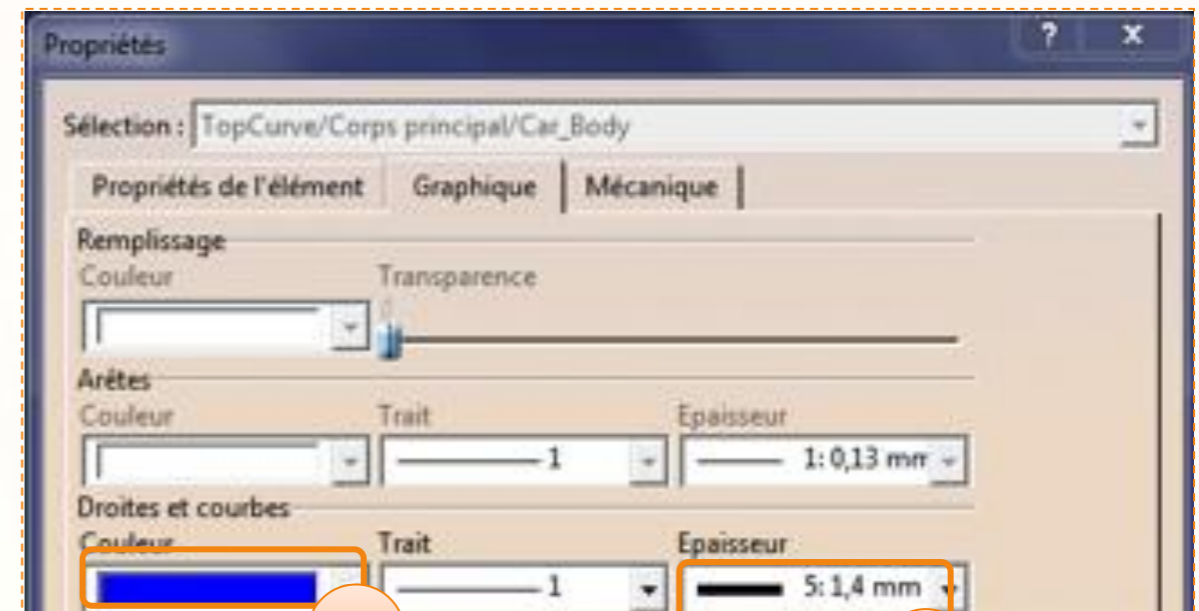 Propriétés ? x
Sélection : TopCurve/Corps principal/Car_Body
Propriétés de l'élément Graphique Mécanique
Remplissage
Couleur Transparence
Arêtes
Couleur Trait Epaisseur
1 1: 0,13 mm
Droites et courbes
Couleur Trait Epaisseur
1 5: 1,4 mm